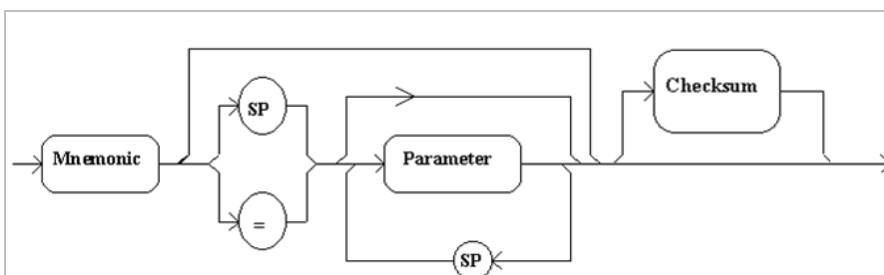 Checksum
SP
Mnemonic
Parameter
=
SP